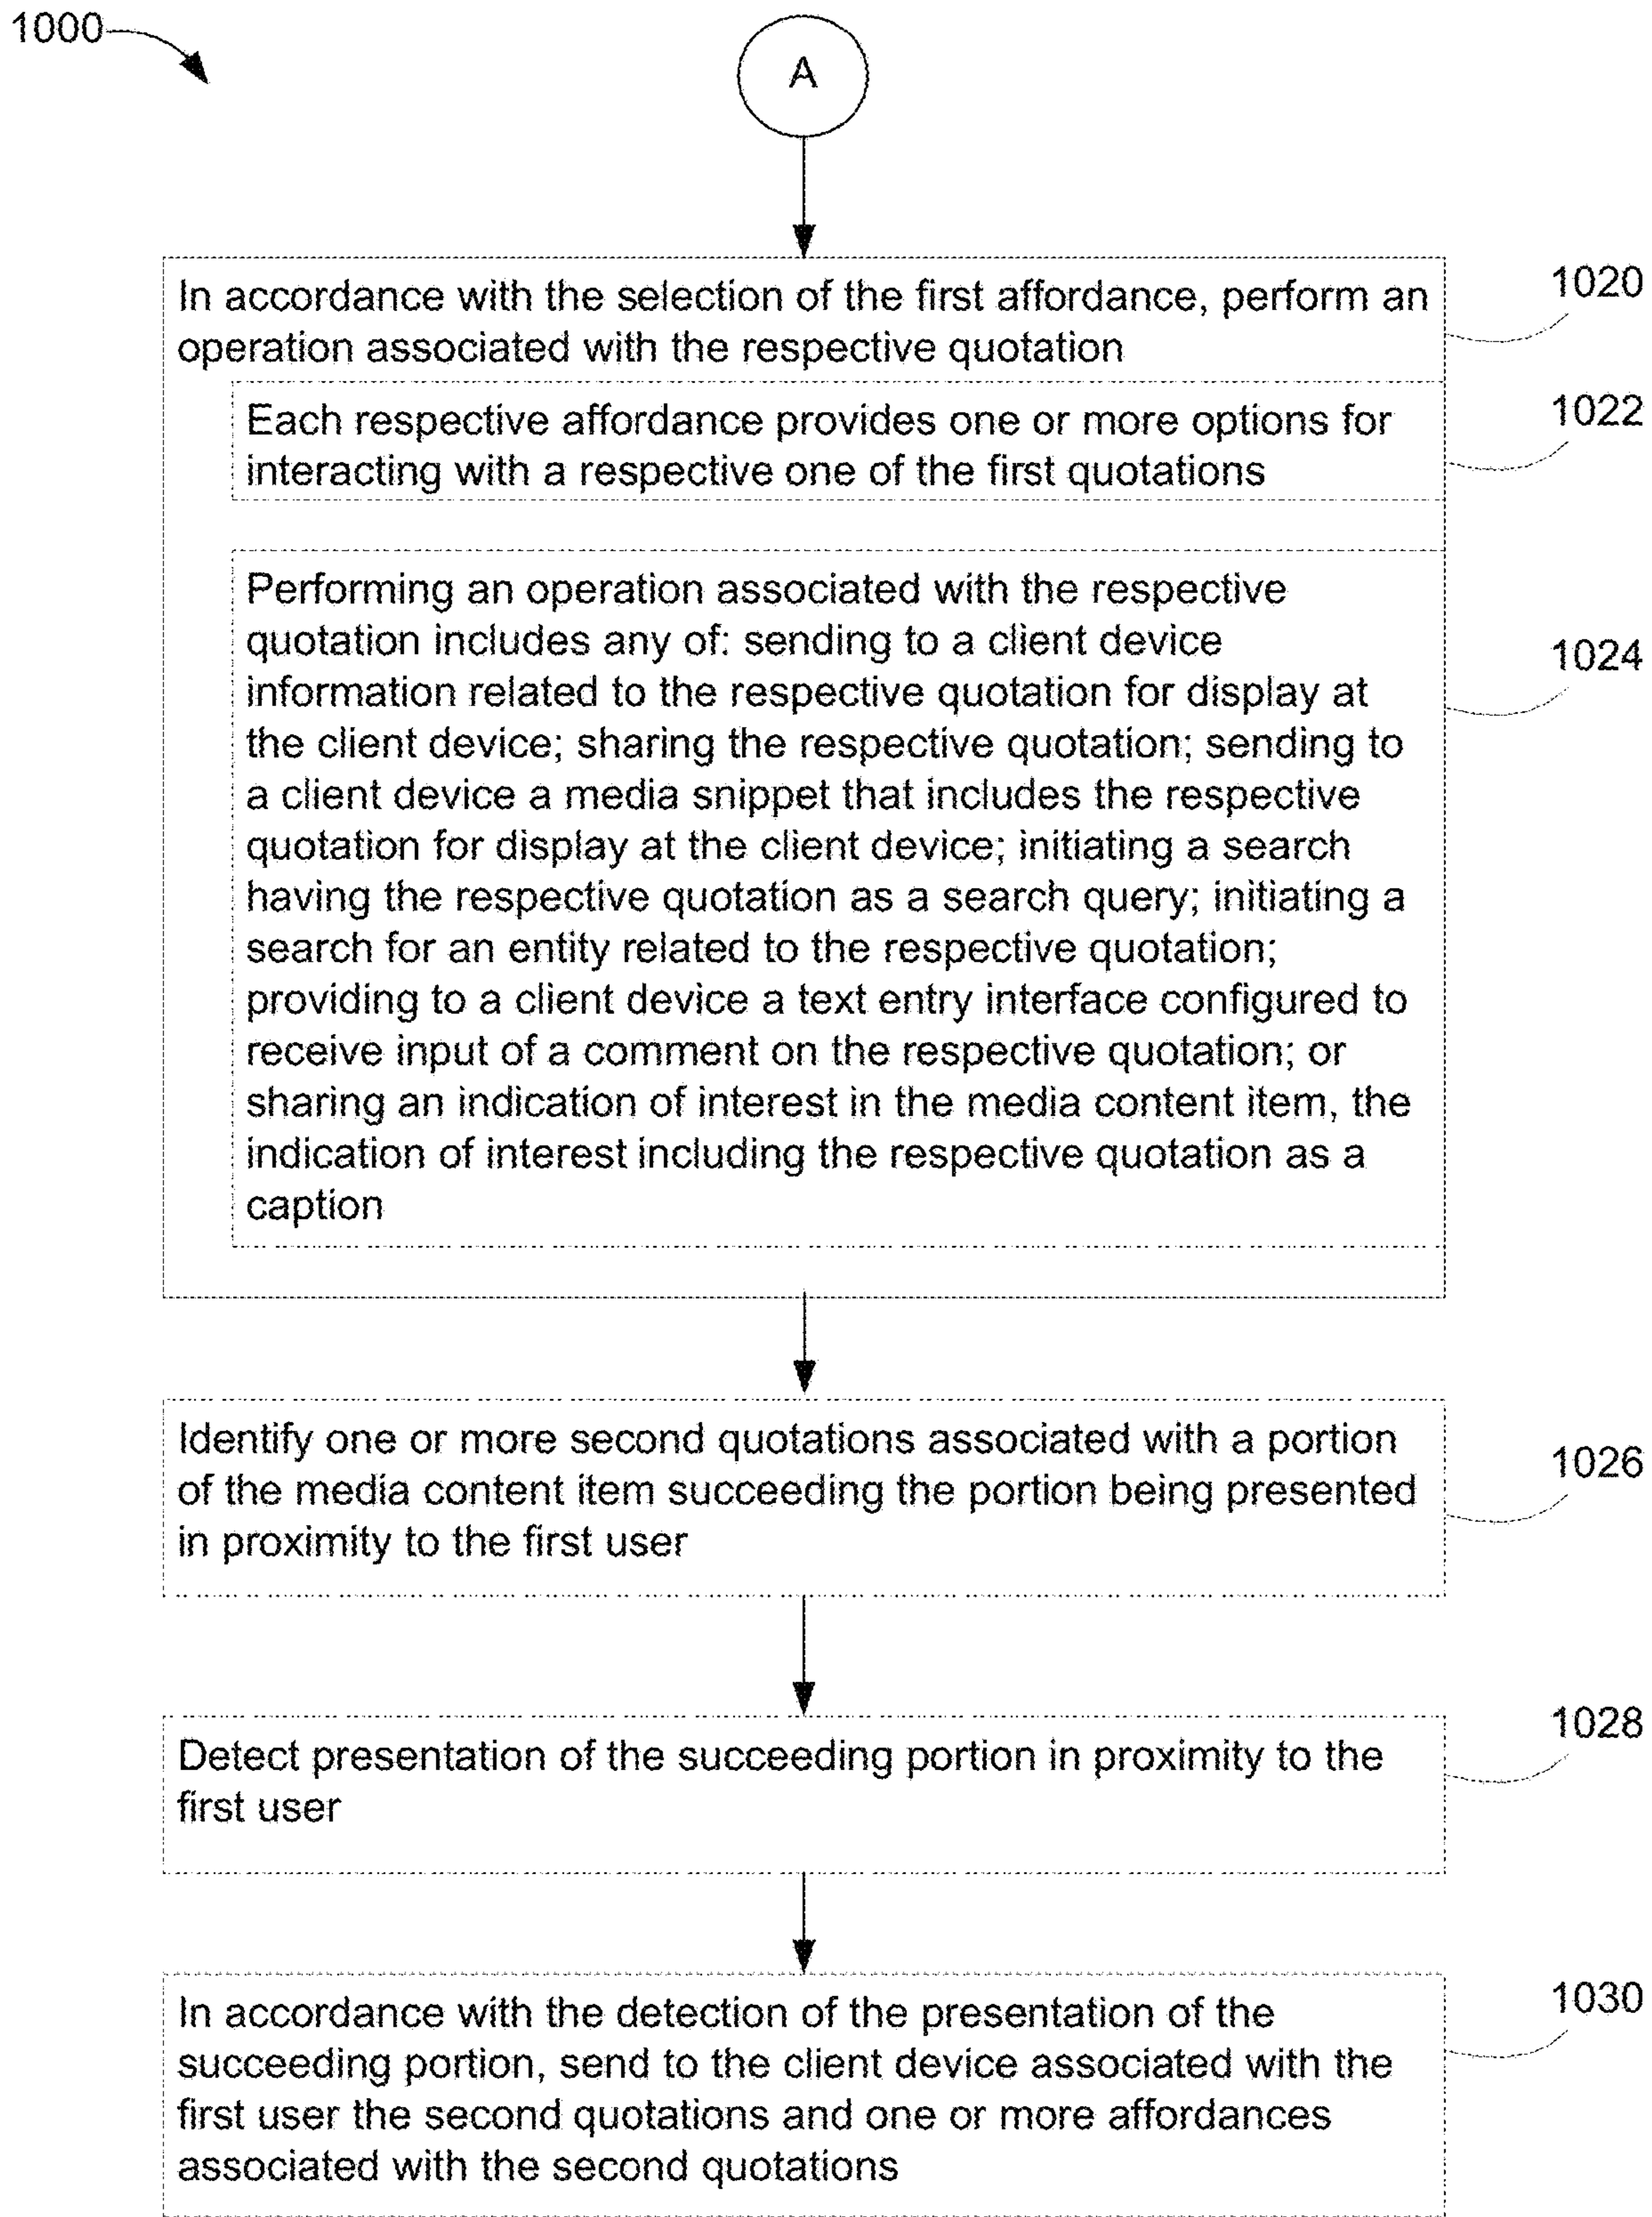 1000
A
In accordance with the selection of the first affordance, perform an
operation associated with the respective quotation
1020
Each respective affordance provides one or more options for
interacting with a respective one of the first quotations
1022
Performing an operation associated with the respective
quotation includes any of: sending to a client device
information related to the respective quotation for display at
the client device; sharing the respective quotation; sending to
a client device a media snippet that includes the respective
quotation for display at the client device; initiating a search
having the respective quotation as a search query; initiating a
search for an entity related to the respective quotation;
providing to a client device a text entry interface configured to
receive input of a comment on the respective quotation; or
sharing an indication of interest in the media content item, the
indication of interest including the respective quotation as a
caption
1024
Identify one or more second quotations associated with a portion
of the media content item succeeding the portion being presented
in proximity to the first user
1026
Detect presentation of the succeeding portion in proximity to the
first user
1028
In accordance with the detection of the presentation of the
succeeding portion, send to the client device associated with the
first user the second quotations and one or more affordances
associated with the second quotations
1030